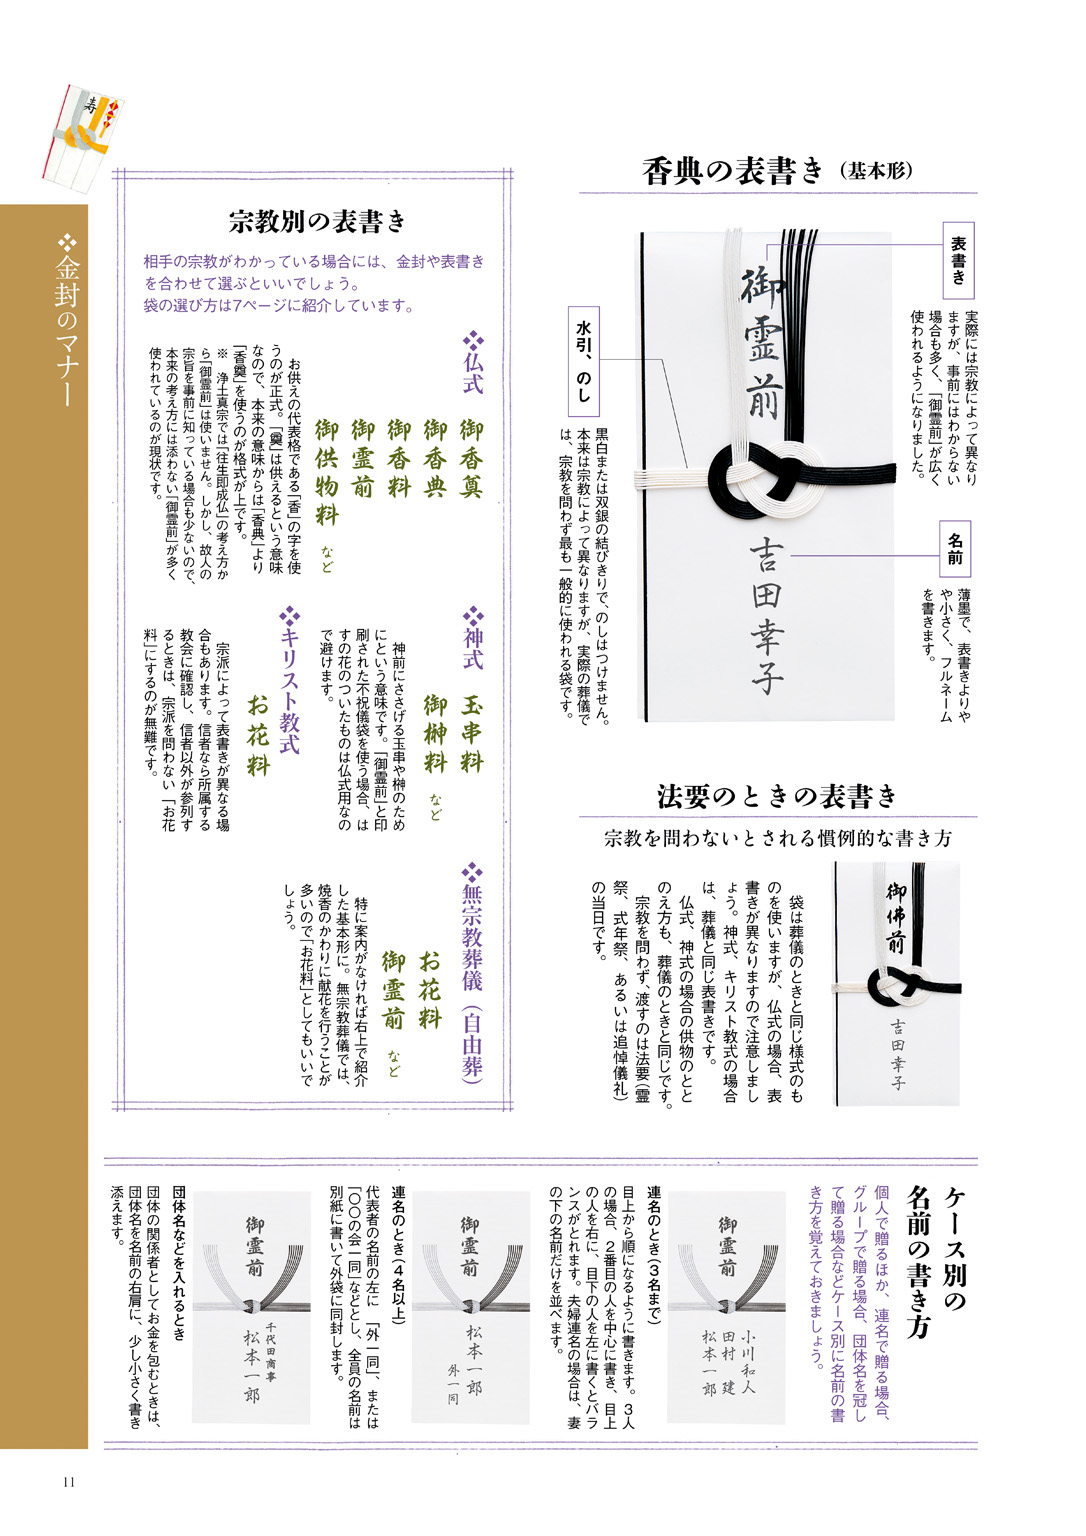 香典の表書き（基本形）
表書き
実際には宗教によって異なり
ますが、事前にはわからない
場合も多く、「御霊前」が広く
使われるようになりました。
御霊前
名前
薄墨で、表書きよりや
や小さく、フルネーム
を書きます。
吉田幸子
水引、のし
黒白または双銀の結びきりで、のしはつけません。
本来は宗教によって異なりますが、実際の葬儀で
は、宗教を問わず最も一般的に使われる袋です。
法要のときの表書き
宗教を問わないとされる慣例的な書き方
御佛前
吉田幸子
袋は葬儀のときと同じ様式のも
のを使いますが、仏式の場合、表
書きが異なりますので注意しまし
ょう。神式、キリスト教式の場合
は、葬儀と同じ表書きです。
仏式、神式の場合の供物のとと
のえ方も、葬儀のときと同じです。
宗教を問わず、渡すのは法要（霊
祭、式年祭、あるいは追悼儀礼）
の当日です。
宗教別の表書き
相手の宗教がわかっている場合には、金封や表書き
を合わせて選ぶといいでしょう。
袋の選び方は7ページに紹介しています。
仏式
御香奠
御香典
御香料
御霊前
御供物料 など
お供えの代表格である「香」の字を使
うのが正式。「奠」は供えるという意味
なので、本来の意味からは「香典」より
「香奠」を使うのが格式が上です。
※　浄土真宗では「往生即成仏」の考え方か
ら「御霊前」は使いません。しかし、故人の
宗旨を事前に知っている場合も少ないので、
本来の考え方には添わない「御霊前」が多く
使われているのが現状です。
神式
玉串料
御榊料 など
神前にささげる玉串や榊のため
にという意味です。「御霊前」と印
刷された不祝儀袋を使う場合、は
すの花のついたものは仏式用なの
で避けます。
キリスト教式
お花料
宗派によって表書きが異なる場
合もあります。信者なら所属する
教会に確認し、信者以外が参列す
るときは、宗派を問わない「お花
料」にするのが無難です。
無宗教葬儀（自由葬）
お花料
御霊前 など
特に案内がなければ右上で紹介
した基本形に。無宗教葬儀では、
焼香のかわりに献花を行うことが
多いので「お花料」としてもいいで
しょう。
ケース別の
名前の書き方
個人で贈るほか、連名で贈る場合、
グループで贈る場合、団体名を冠し
て贈る場合などケース別に名前の書
き方を覚えておきましょう。
御霊前
小川和人
田村 建
松本一郎
連名のとき（3名まで）
目上から順になるように書きます。3人
の場合、2番目の人を中心に書き、目上
の人を右に、目下の人を左に書くとバラ
ンスがとれます。夫婦連名の場合は、妻
の下の名前だけを並べます。
御霊前
松本一郎
外一同
連名のとき（4名以上）
代表者の名前の左に「外一同」、または
「〇〇の会一同」などとし、全員の名前は
別紙に書いて外袋に同封します。
御霊前
千代田商事
松本一郎
団体名などを入れるとき
団体の関係者としてお金を包むときは、
団体名を名前の右肩に、少し小さく書き
添えます。
寿
金封のマナー
11